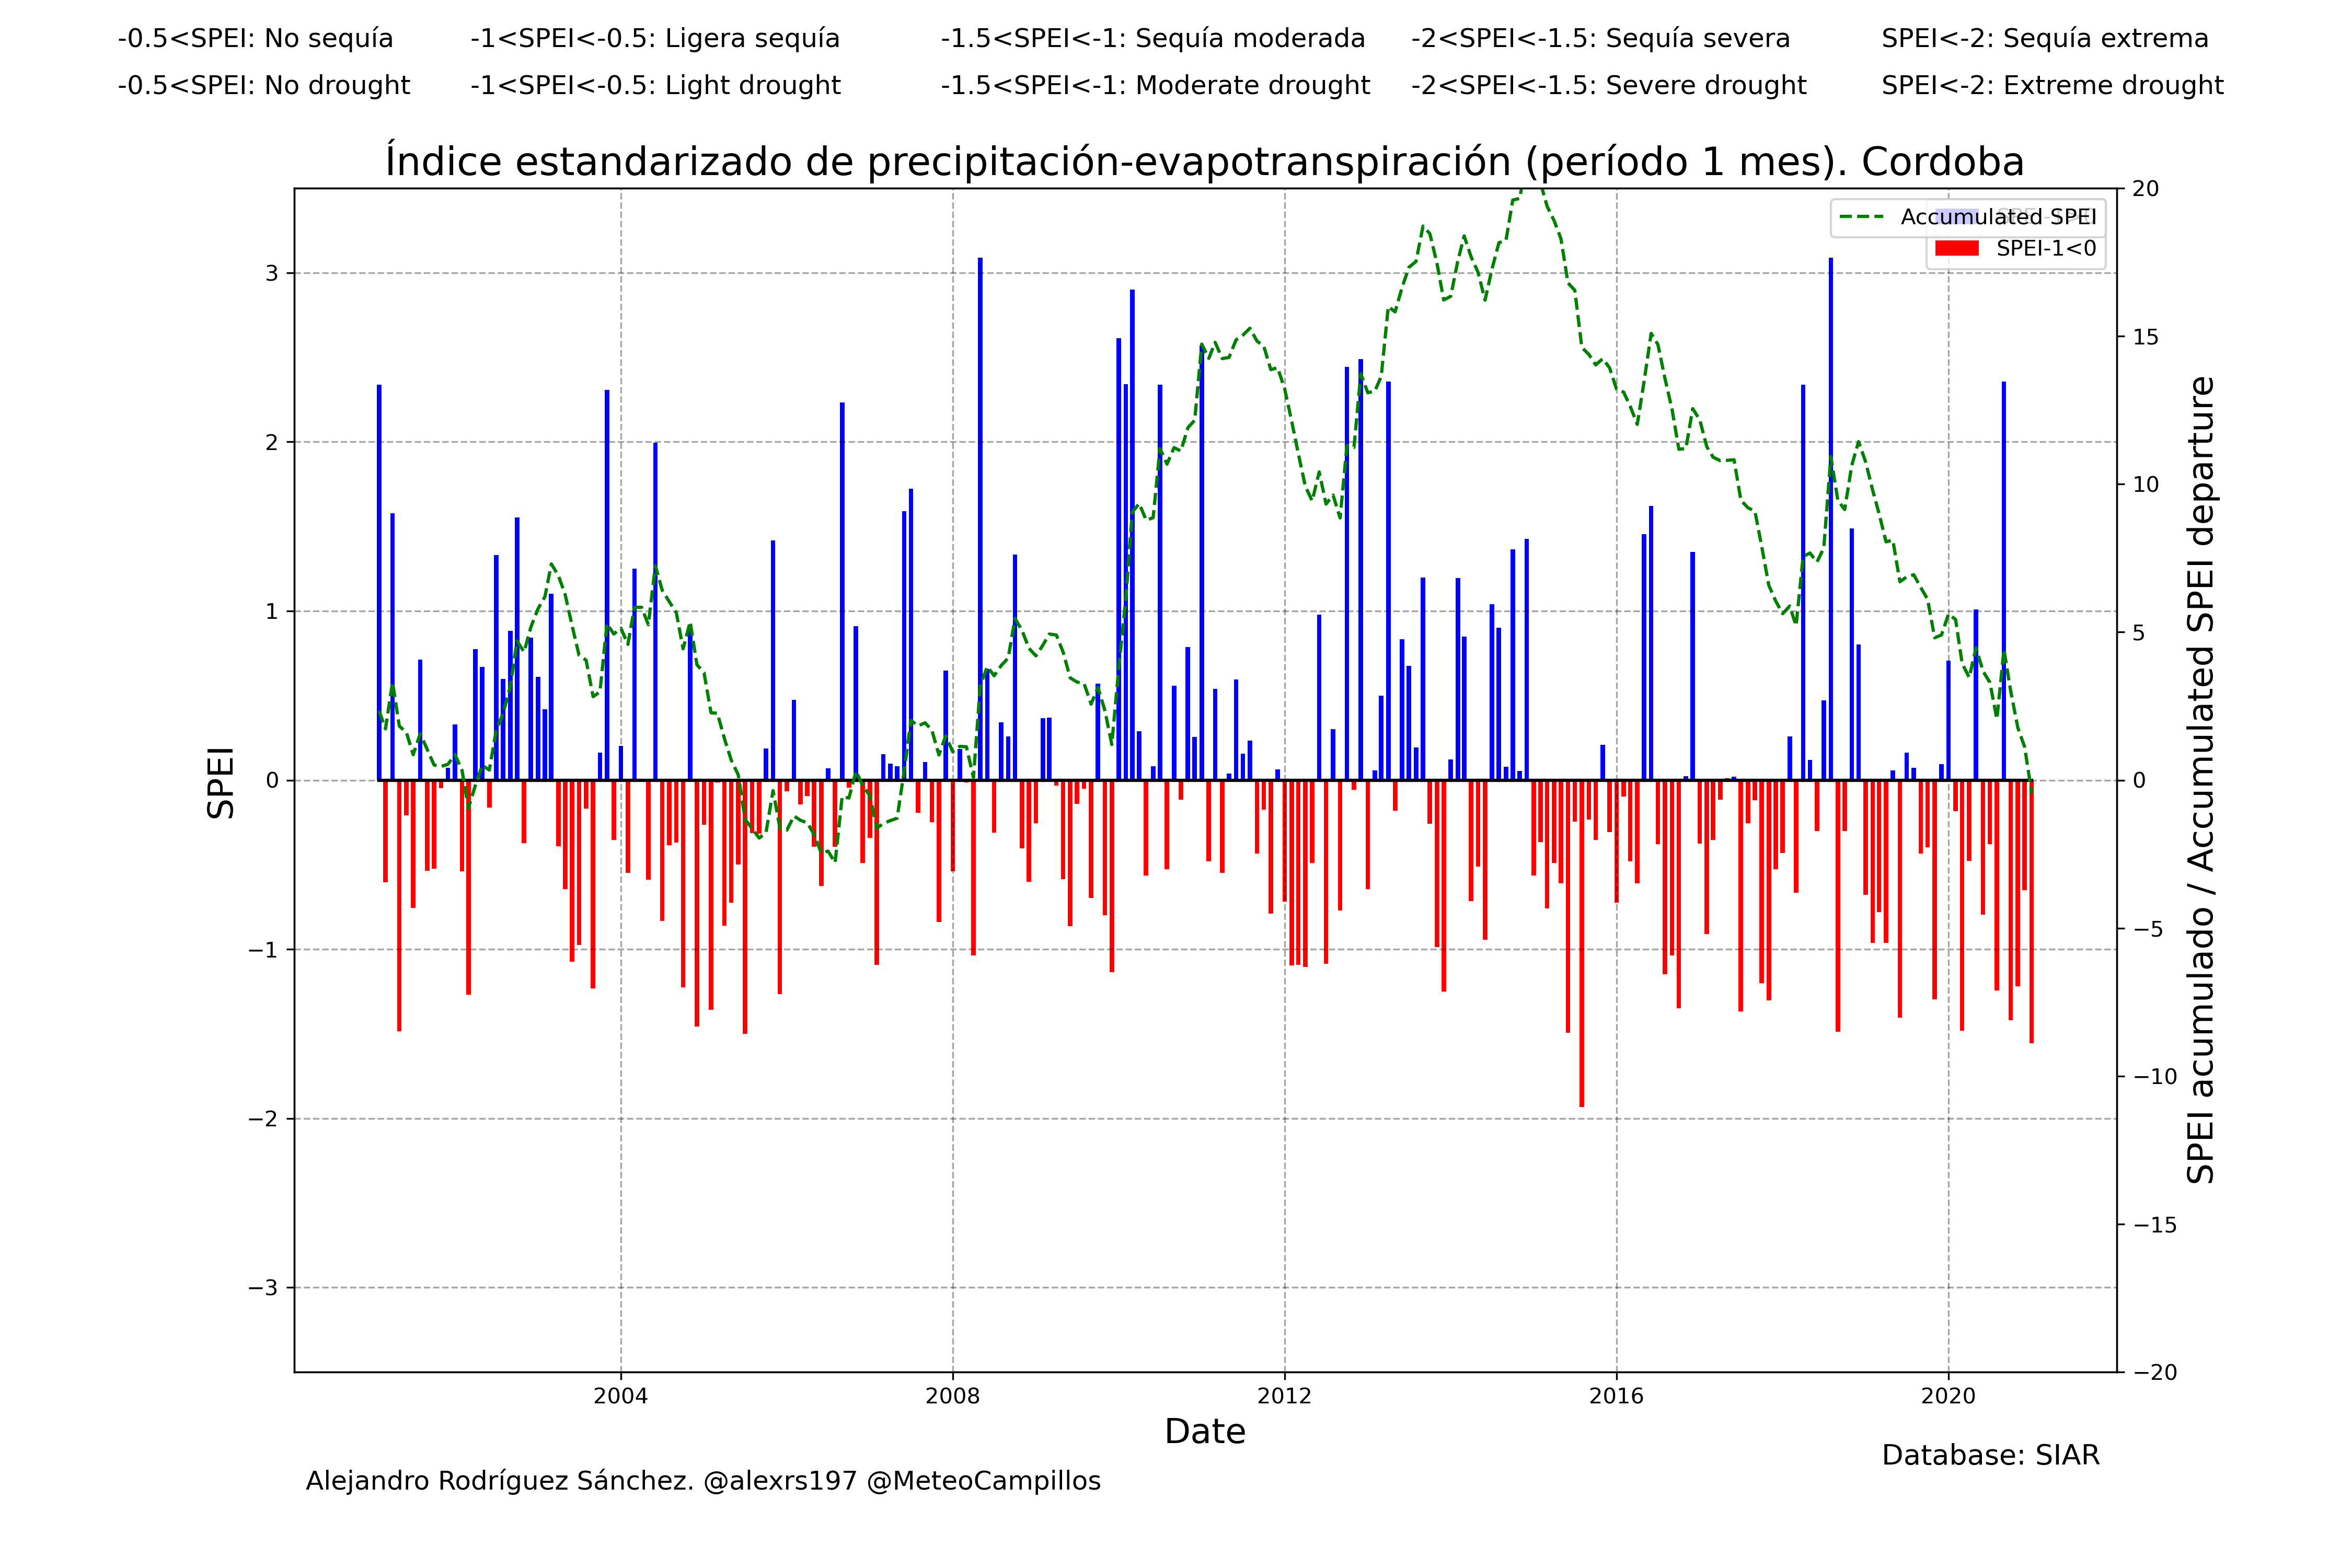 -0.5<SPEI: No sequía -1<SPEI<-0.5: Ligera sequía -1.5<SPEI<-1: Sequía moderada -2<SPEI<-1.5: Sequía severa SPEI<-2: Sequía extrema
-0.5<SPEI: No drought -1<SPEI<-0.5: Light drought -1.5<SPEI<-1: Moderate drought -2<SPEI<-1.5: Severe drought SPEI<-2: Extreme drought
Índice estandarizado de precipitación-evapotranspiración (período 1 mes). Cordoba
Accumulated SPEI
SPEI-1<0
SPEI
3
2
1
0
−1
−2
−3
20
15
10
5
0
−5
−10
−15
−20
SPEI acumulado / Accumulated SPEI departure
2004 2008 2012 2016 2020
Date
Database: SIAR
Alejandro Rodríguez Sánchez. @alexrs197 @MeteoCampillos